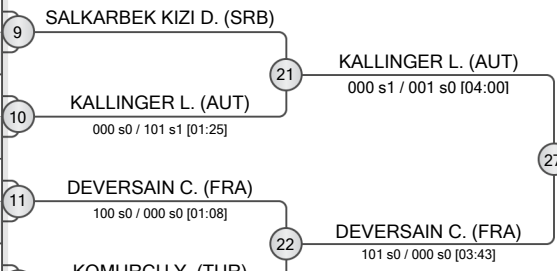 SALKARBEK KIZI D. (SRB)
9
21
KALLINGER L. (AUT)
000 s1 / 001 s0 [04:00]
KALLINGER L. (AUT)
10
000 s0 / 101 s1 [01:25]
27
DEVERSAIN C. (FRA)
11
100 s0 / 000 s0 [01:08]
22
DEVERSAIN C. (FRA)
101 s0 / 000 s0 [03:43]
KOMURCU Y. (TUR)